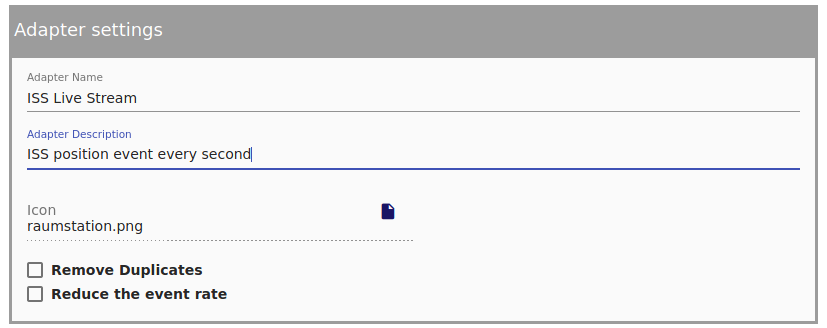 Adapter settings
Adapter Name
ISS Live Stream
Adapter Description
ISS position event every second
Icon
raumstation.png
Remove Duplicates
Reduce the event rate